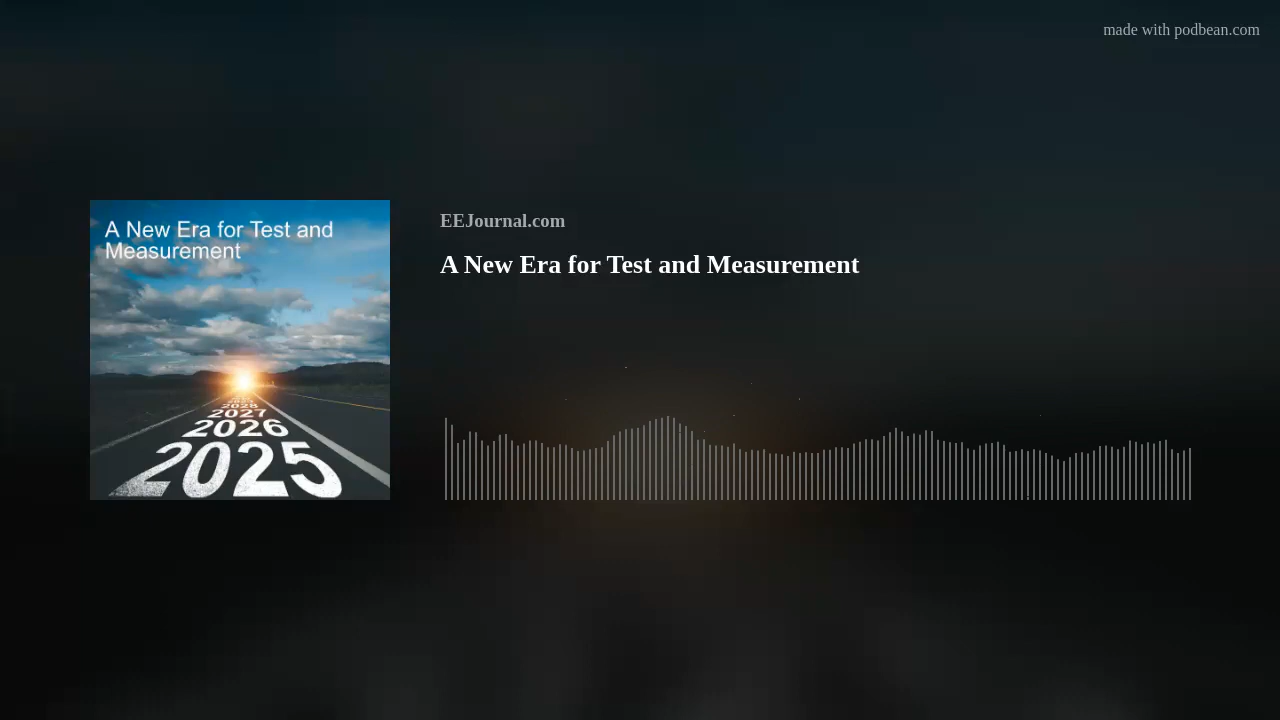 made with podbean.com
A New Era for Test and
Measurement
EEJournal.com
A New Era for Test and Measurement
2028
2027
2026
2025